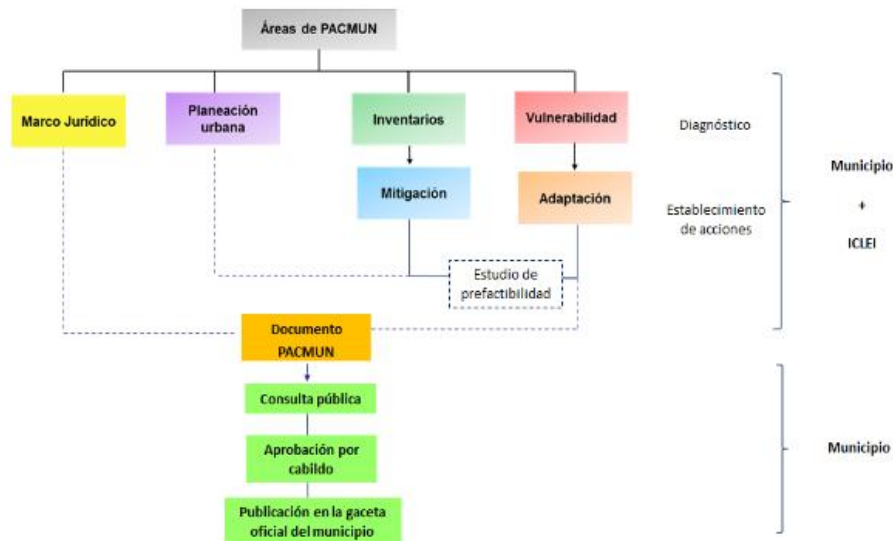 Áreas de PACMUN
Marco Jurídico
Planeación
urbana
Inventarios
Vulnerabilidad
Diagnóstico
Mitigación
Adaptación
Establecimiento
de acciones
Municipio
+
ICLEI
Estudio de
prefactibilidad
Documento
PACMUN
Consulta pública
Aprobación por
cabildo
Publicación en la gaceta
oficial del municipio
Municipio